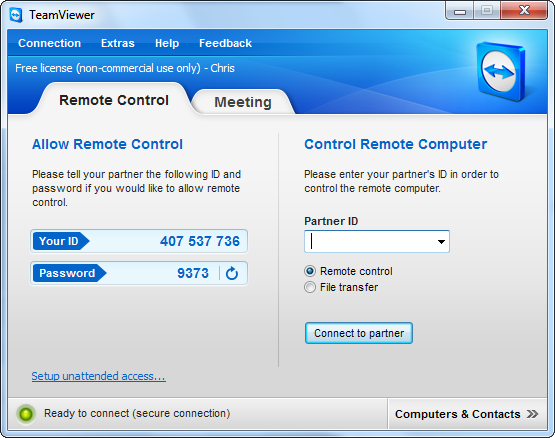 TeamViewer
Connection Extras Help Feedback
Free license (non-commercial use only) - Chris
Remote Control Meeting
Allow Remote Control
Please tell your partner the following ID and
password if you would like to allow remote
control.
Your ID 407 537 736
Password 9373
Setup unattended access...
Control Remote Computer
Please enter your partner's ID in order to
control the remote computer.
Partner ID
Remote control
File transfer
Connect to partner
Ready to connect (secure connection)
Computers & Contacts >>